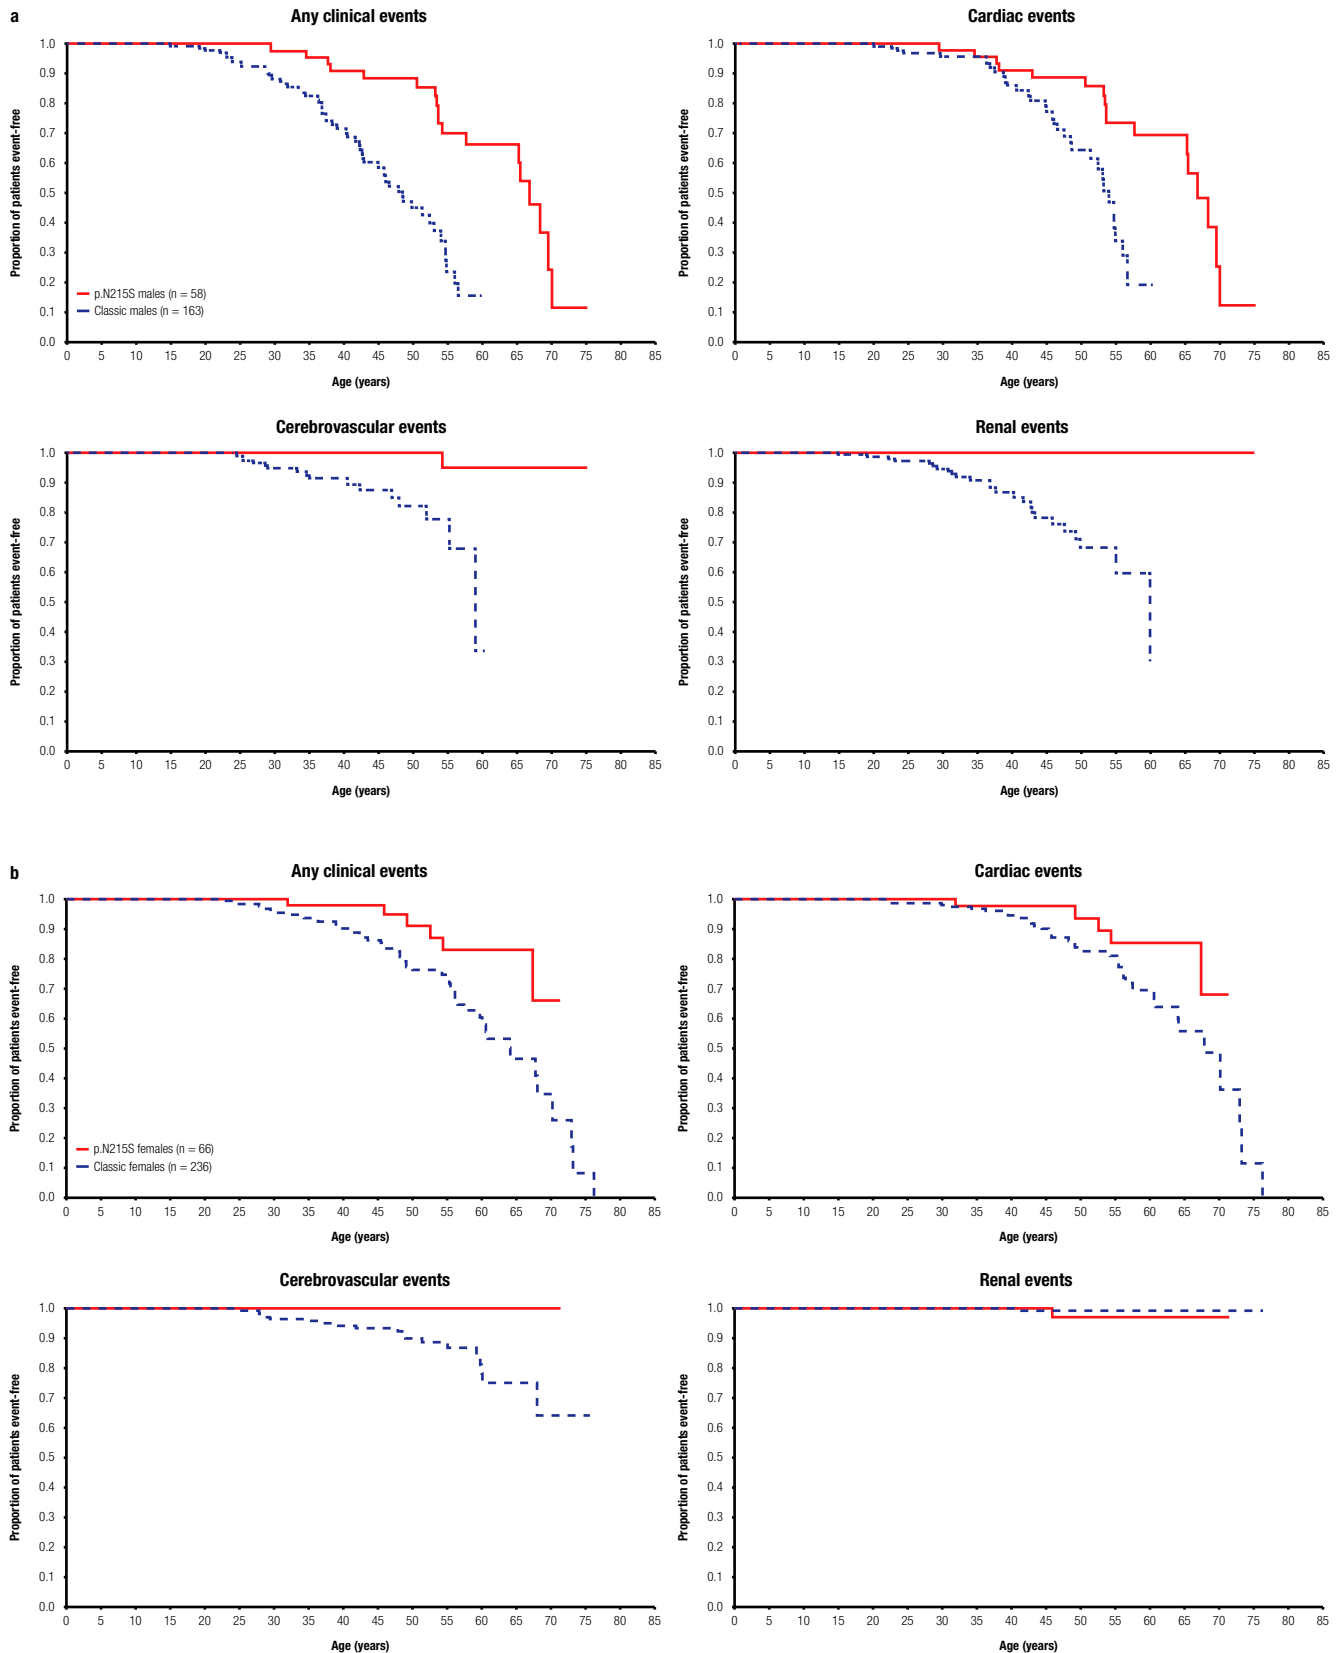 a
Any clinical events
Proportion of patients event-free
1.0
0.9
0.8
0.7
0.6
0.5
0.4
0.3
0.2
0.1
0.0
p.N215S males (n = 58)
Classic males (n = 163)
0 5 10 15 20 25 30 35 40 45 50 55 60 65 70 75 80 85
Age (years)
Cardiac events
Proportion of patients event-free
1.0
0.9
0.8
0.7
0.6
0.5
0.4
0.3
0.2
0.1
0.0
0 5 10 15 20 25 30 35 40 45 50 55 60 65 70 75 80 85
Age (years)
Cerebrovascular events
Proportion of patients event-free
1.0
0.9
0.8
0.7
0.6
0.5
0.4
0.3
0.2
0.1
0.0
0 5 10 15 20 25 30 35 40 45 50 55 60 65 70 75 80 85
Age (years)
Renal events
Proportion of patients event-free
1.0
0.9
0.8
0.7
0.6
0.5
0.4
0.3
0.2
0.1
0.0
0 5 10 15 20 25 30 35 40 45 50 55 60 65 70 75 80 85
Age (years)
b
Any clinical events
Proportion of patients event-free
1.0
0.9
0.8
0.7
0.6
0.5
0.4
0.3
0.2
0.1
0.0
p.N215S females (n = 66)
Classic females (n = 236)
0 5 10 15 20 25 30 35 40 45 50 55 60 65 70 75 80 85
Age (years)
Cardiac events
Proportion of patients event-free
1.0
0.9
0.8
0.7
0.6
0.5
0.4
0.3
0.2
0.1
0.0
0 5 10 15 20 25 30 35 40 45 50 55 60 65 70 75 80 85
Age (years)
Cerebrovascular events
Proportion of patients event-free
1.0
0.9
0.8
0.7
0.6
0.5
0.4
0.3
0.2
0.1
0.0
0 5 10 15 20 25 30 35 40 45 50 55 60 65 70 75 80 85
Age (years)
Renal events
Proportion of patients event-free
1.0
0.9
0.8
0.7
0.6
0.5
0.4
0.3
0.2
0.1
0.0
0 5 10 15 20 25 30 35 40 45 50 55 60 65 70 75 80 85
Age (years)